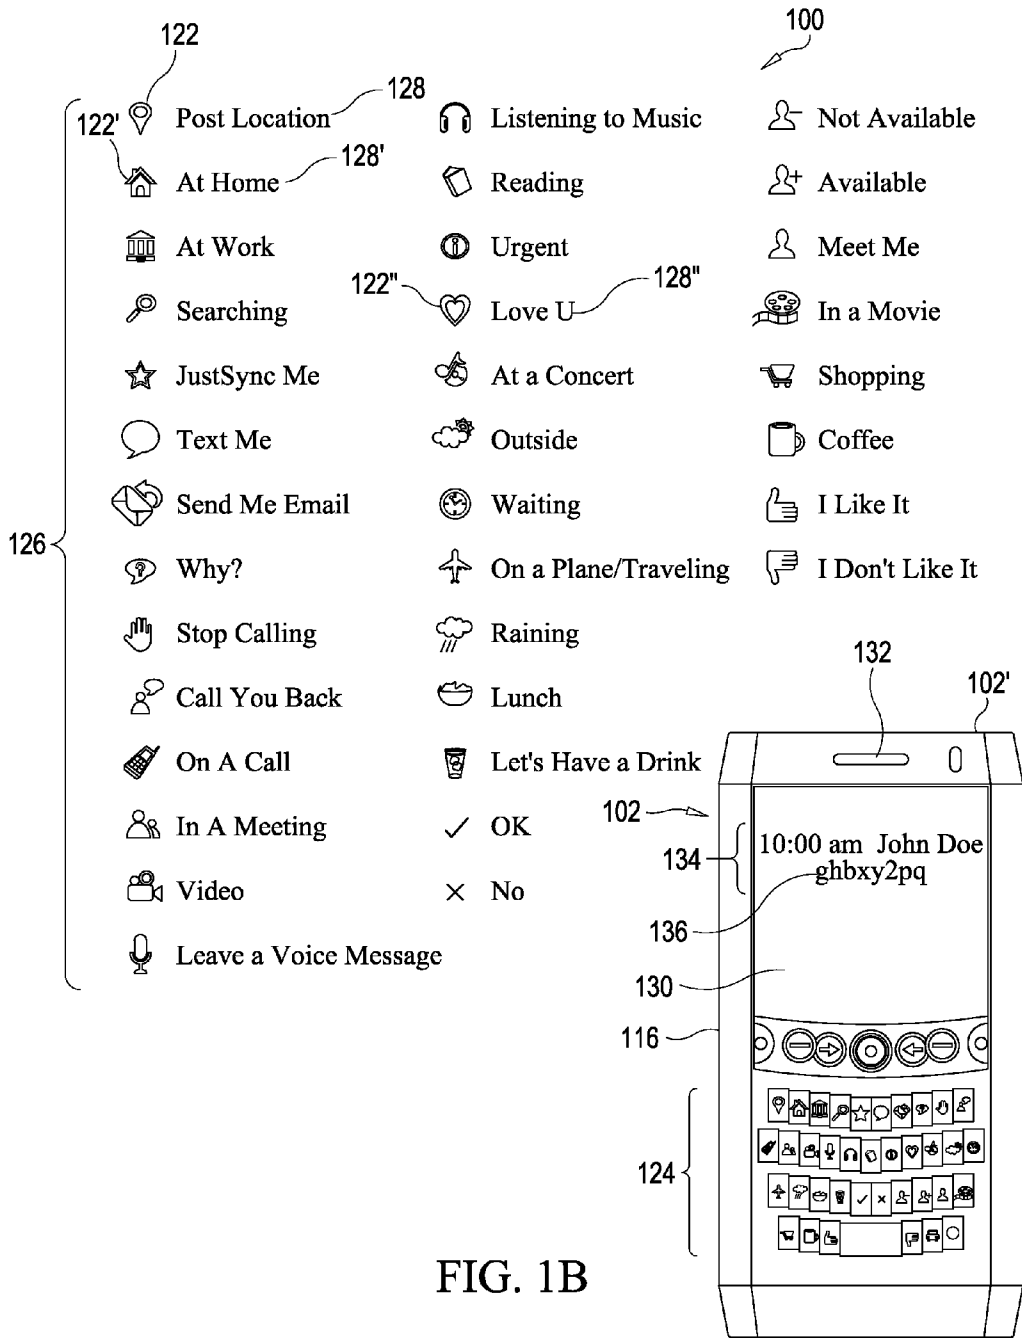 122
100
Post Location
128
Listening to Music
Not Available
122'
128'
At Home
Reading
Available
At Work
Urgent
Meet Me
122"
128"
Searching
Love U
In a Movie
JustSync Me
At a Concert
Shopping
Text Me
Outside
Coffee
Send Me Email
Waiting
I Like It
126
Why?
On a Plane/Traveling
I Don't Like It
Stop Calling
Raining
132
102'
Call You Back
Lunch
On A Call
Let's Have a Drink
102
In A Meeting
OK
134
10:00 am John Doe
ghbxy2pq
Video
No
136
Leave a Voice Message
130
116
124
FIG. 1B